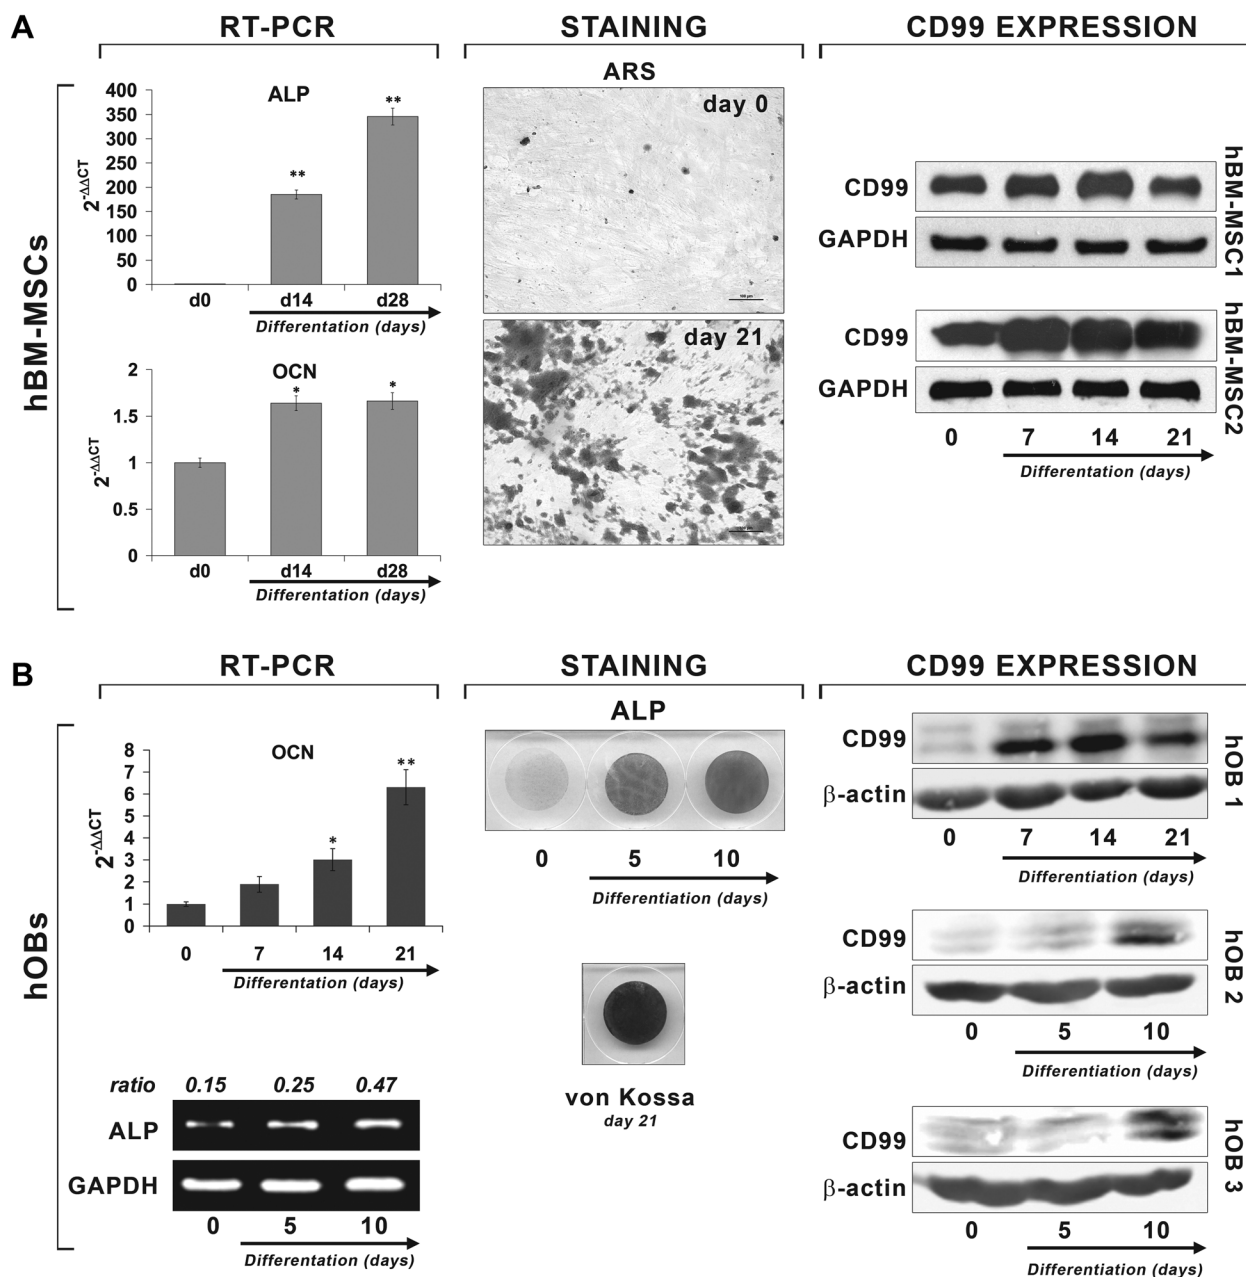 A
RT-PCR
STAINING
CD99 EXPRESSION
hBM-MSCs
ALP
400
350
300
250
200
150
100
50
0
2-ΔΔCT
**
**
d0
d14
d28
Differentation (days)
OCN
2
1.5
1
0.5
0
2-ΔΔCT
*
*
d0
d14
d28
Differentation (days)
ARS
day 0
day 21
CD99
GAPDH
hBM-MSC1
CD99
GAPDH
hBM-MSC2
0 7 14 21
Differentation (days)
B
RT-PCR
STAINING
CD99 EXPRESSION
hOBs
OCN
8
7
6
5
4
3
2
1
0
2-ΔΔCT
*
**
0 7 14 21
Differentation (days)
ratio 0.15 0.25 0.47
ALP
GAPDH
0 5 10
Differentation (days)
ALP
0 5 10
Differentiation (days)
von Kossa
day 21
CD99
β-actin
hOB 1
0 7 14 21
Differentiation (days)
CD99
β-actin
hOB 2
0 5 10
Differentiation (days)
CD99
β-actin
hOB 3
0 5 10
Differentiation (days)